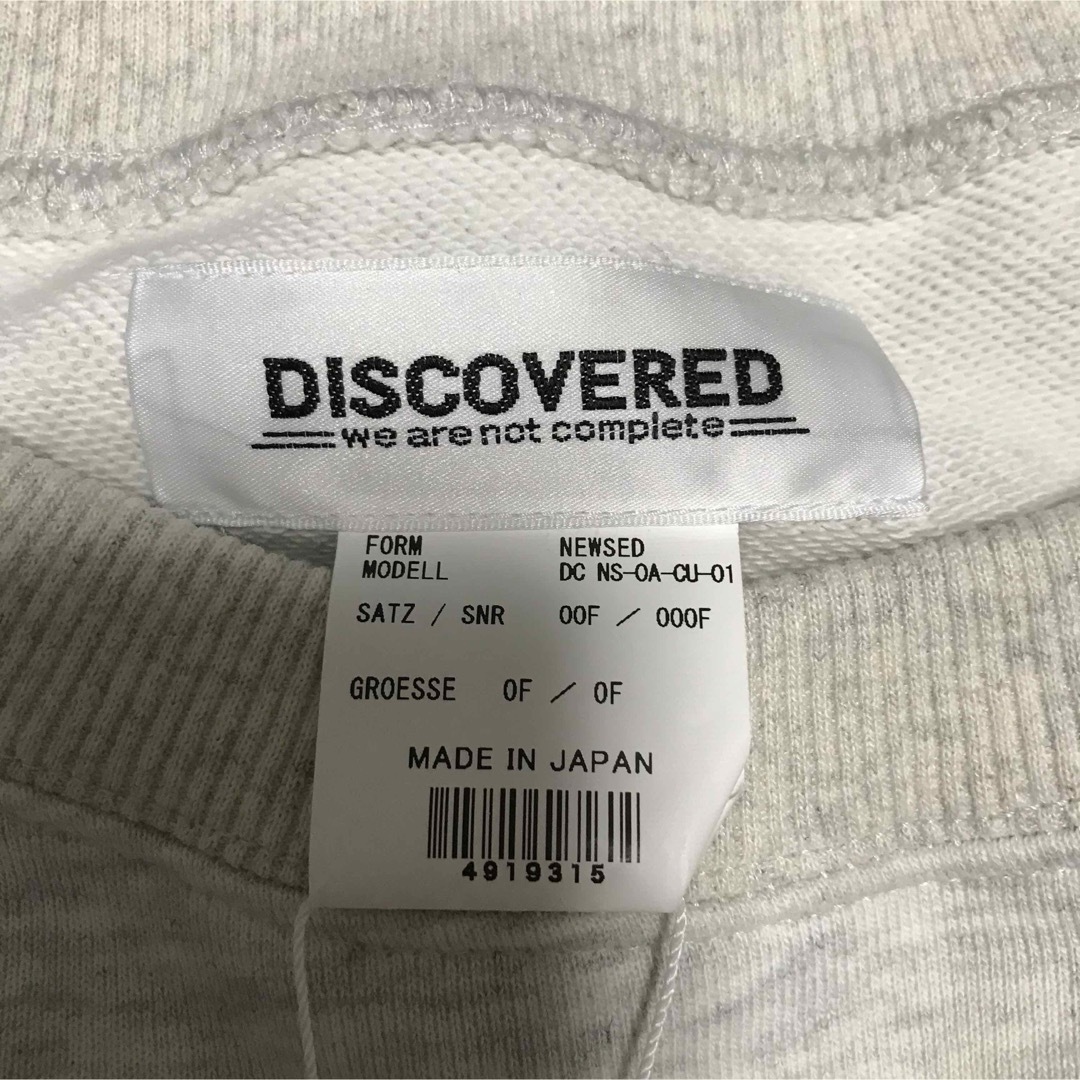 DISCOVERED
we are not complete
FORM NEWSED
MODELL DC NS-OA-CU-01
SATZ / SNR 00F / 000F
GROESSE 0F / 0F
MADE IN JAPAN
4919315